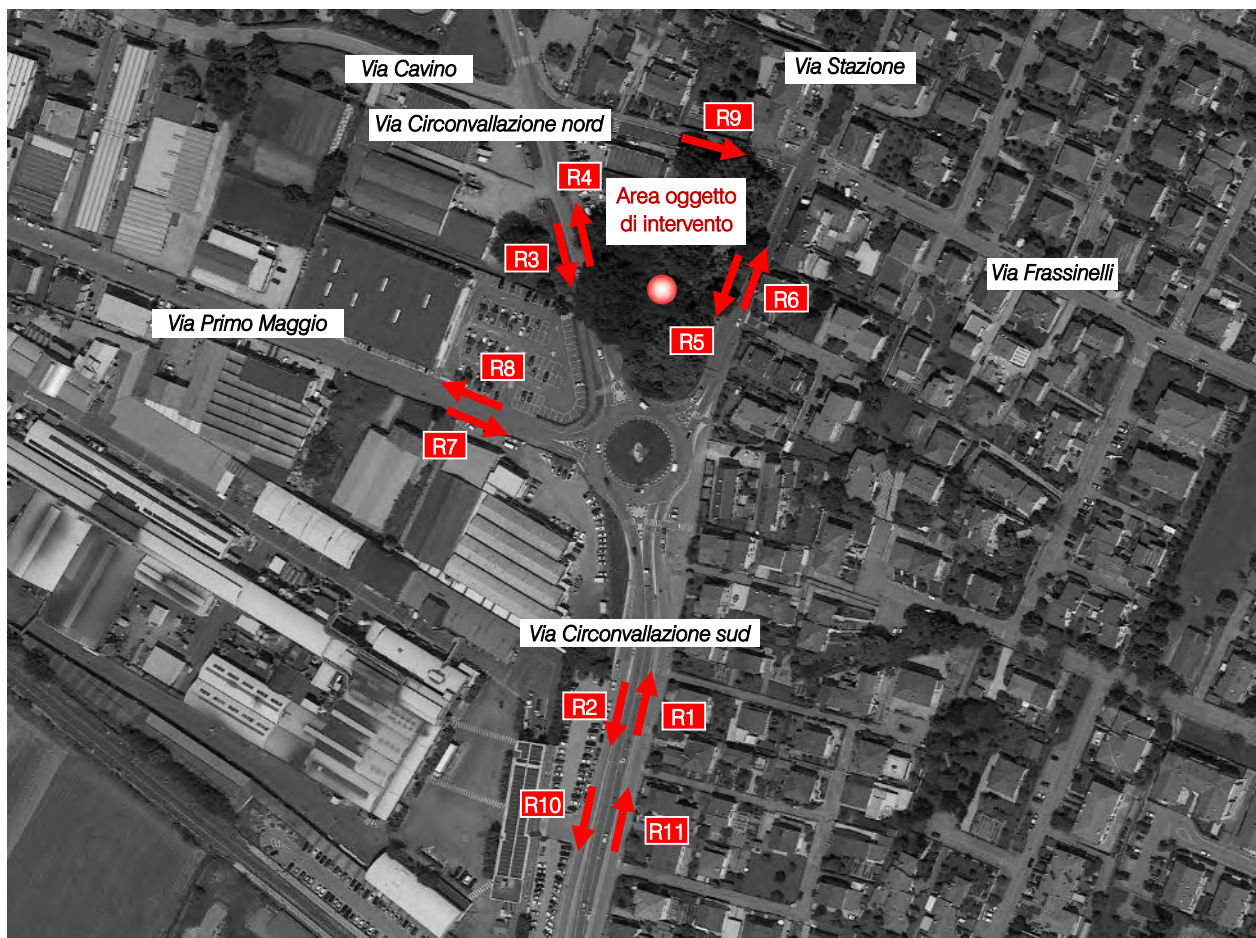 Via Cavino
Via Stazione
Via Circonvallazione nord
R9
R4
Area oggetto
di intervento
R3
Via Frassinelli
R6
Via Primo Maggio
R5
R8
R7
Via Circonvallazione sud
R2
R1
R10
R11